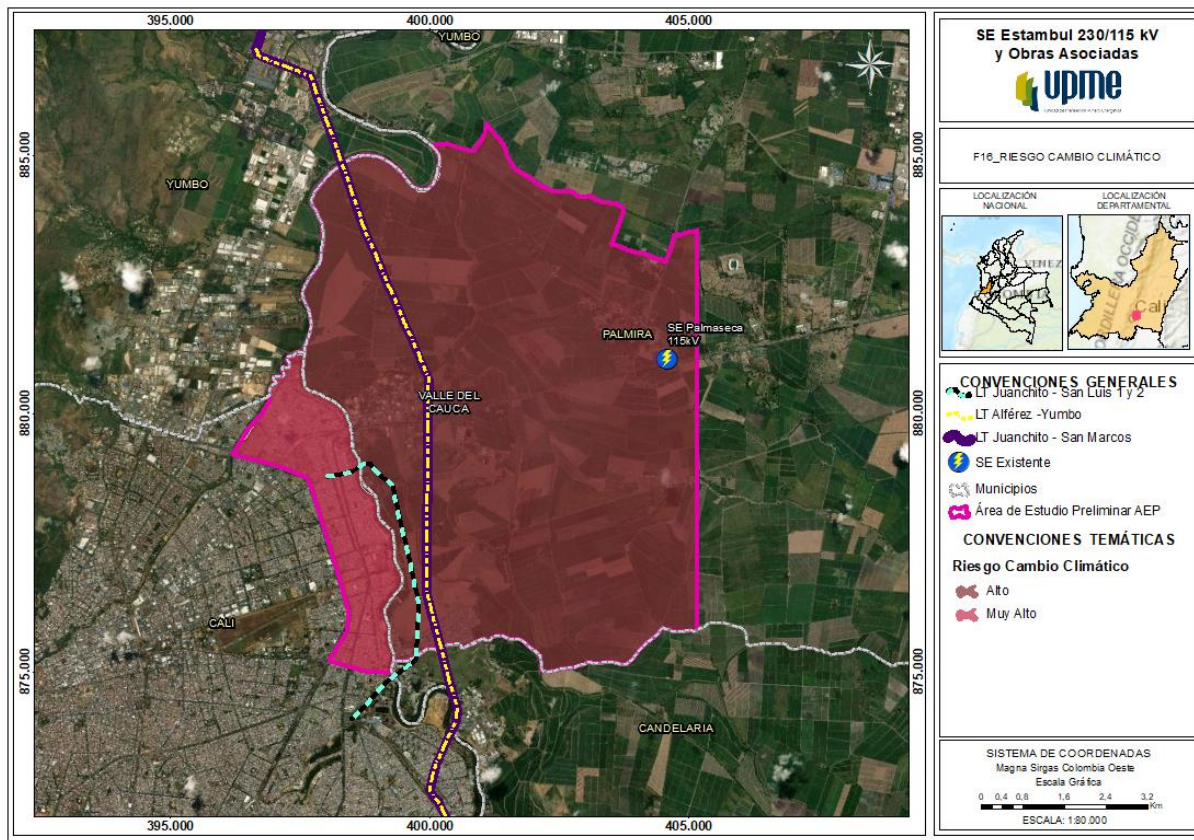 395.000
400.000
405.000
885.000
880.000
875.000
YUMBO
YUMBO
PALMIRA
SE Palmaseca
115kV
VALLE DEL
CAUCA
CALI
CANDELARIA
885.000
880.000
875.000
395.000
400.000
405.000
SE Estambul 230/115 kV
y Obras Asociadas
upme
F16_RIESGO CAMBIO CLIMÁTICO
LOCALIZACIÓN
NACIONAL
VENEZ
LOCALIZACIÓN
DEPARTAMENTAL
Cali
CONVENCIONES GENERALES
LT Juanchito - San Luis 1 y 2
LT Alférez -Yumbo
LT Juanchito - San Marcos
SE Existente
Municipios
Área de Estudio Preliminar AEP
CONVENCIONES TEMÁTICAS
Riesgo Cambio Climático
Alto
Muy Alto
SISTEMA DE COORDENADAS
Magna Sirgas Colombia Oeste
Escala Gráfica
0 0,4 0,8 1,6 2,4 3,2
Km
ESCALA: 1:80.000